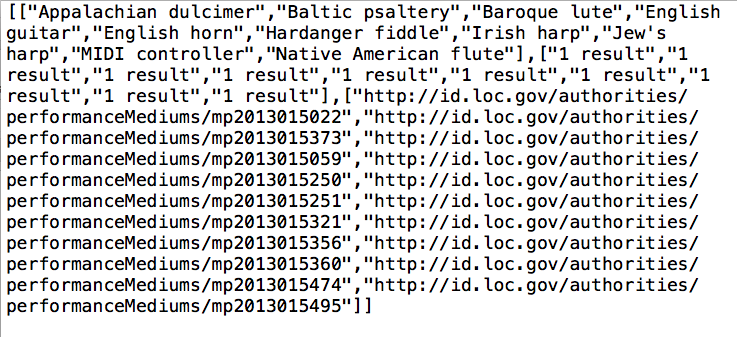 [["Appalachian dulcimer","Baltic psaltery","Baroque lute","English
guitar","English horn","Hardanger fiddle","Irish harp","Jew's
harp","MIDI controller","Native American flute"],["1 result","1
result","1 result","1 result","1 result","1 result","1 result","1
result","1 result","1 result"],["http://id.loc.gov/authorities/
performanceMediums/mp2013015022","http://id.loc.gov/authorities/
performanceMediums/mp2013015373","http://id.loc.gov/authorities/
performanceMediums/mp2013015059","http://id.loc.gov/authorities/
performanceMediums/mp2013015250","http://id.loc.gov/authorities/
performanceMediums/mp2013015251","http://id.loc.gov/authorities/
performanceMediums/mp2013015321","http://id.loc.gov/authorities/
performanceMediums/mp2013015356","http://id.loc.gov/authorities/
performanceMediums/mp2013015360","http://id.loc.gov/authorities/
performanceMediums/mp2013015474","http://id.loc.gov/authorities/
performanceMediums/mp2013015495"]]